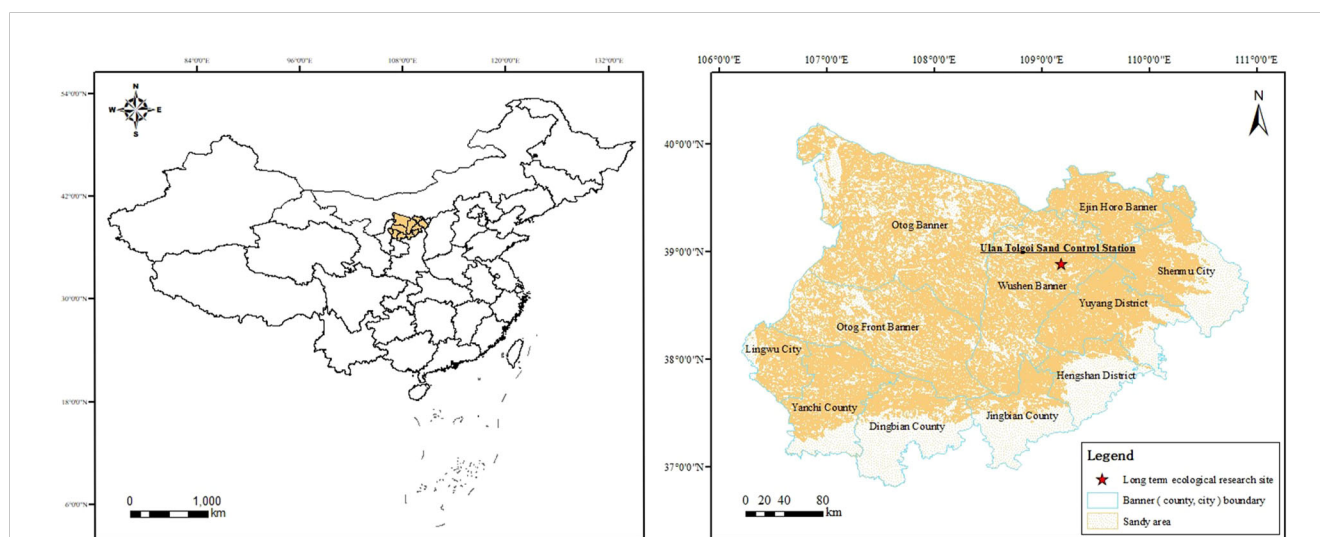 84°0'0"E
96°0'0"E
108°0'0"E
120°0'0"E
132°0'0"E
54°0'0"N
42°0'0"N
30°0'0"N
18°0'0"N
6°0'0"N
N
W
E
S
0
1,000
km
106°0'0"E
107°0'0"E
108°0'0"E
109°0'0"E
110°0'0"E
111°0'0"E
40°0'0"N
39°0'0"N
38°0'0"N
37°0'0"N
N
Ejin Horo Banner
Otog Banner
Ulan Tolgoi Sand Control Station
Shenmu City
Wushen Banner
Yuyang District
Otog Front Banner
Lingwu City
Hengshan District
Yanchi County
Jingbian County
Dingbian County
0 20 40 80
km
Legend
Long term ecological research site
Banner ( county, city ) boundary
Sandy area